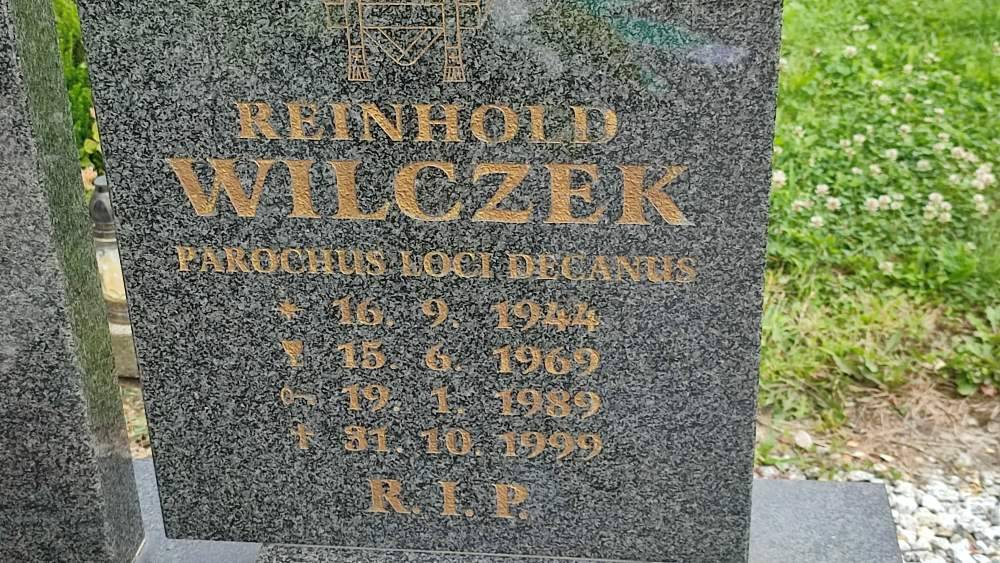 REINHOLD
WILCZEK
PAROCHUS LOCI DECANUS
* 16. 9. 1944
15. 6. 1969
19. 1. 1989
† 31. 10. 1999
R. I. P.